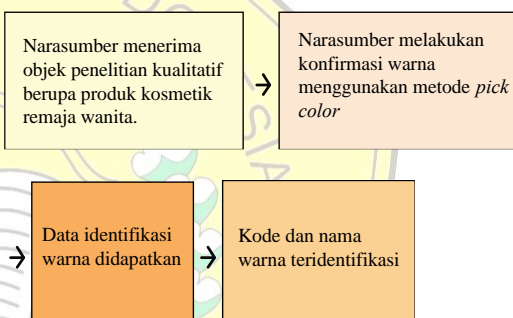 Narasumber menerima
objek penelitian kualitatif
berupa produk kosmetik
remaja wanita.
Narasumber melakukan
konfirmasi warna
menggunakan metode pick
color
Data identifikasi
warna didapatkan
Kode dan nama
warna teridentifikasi